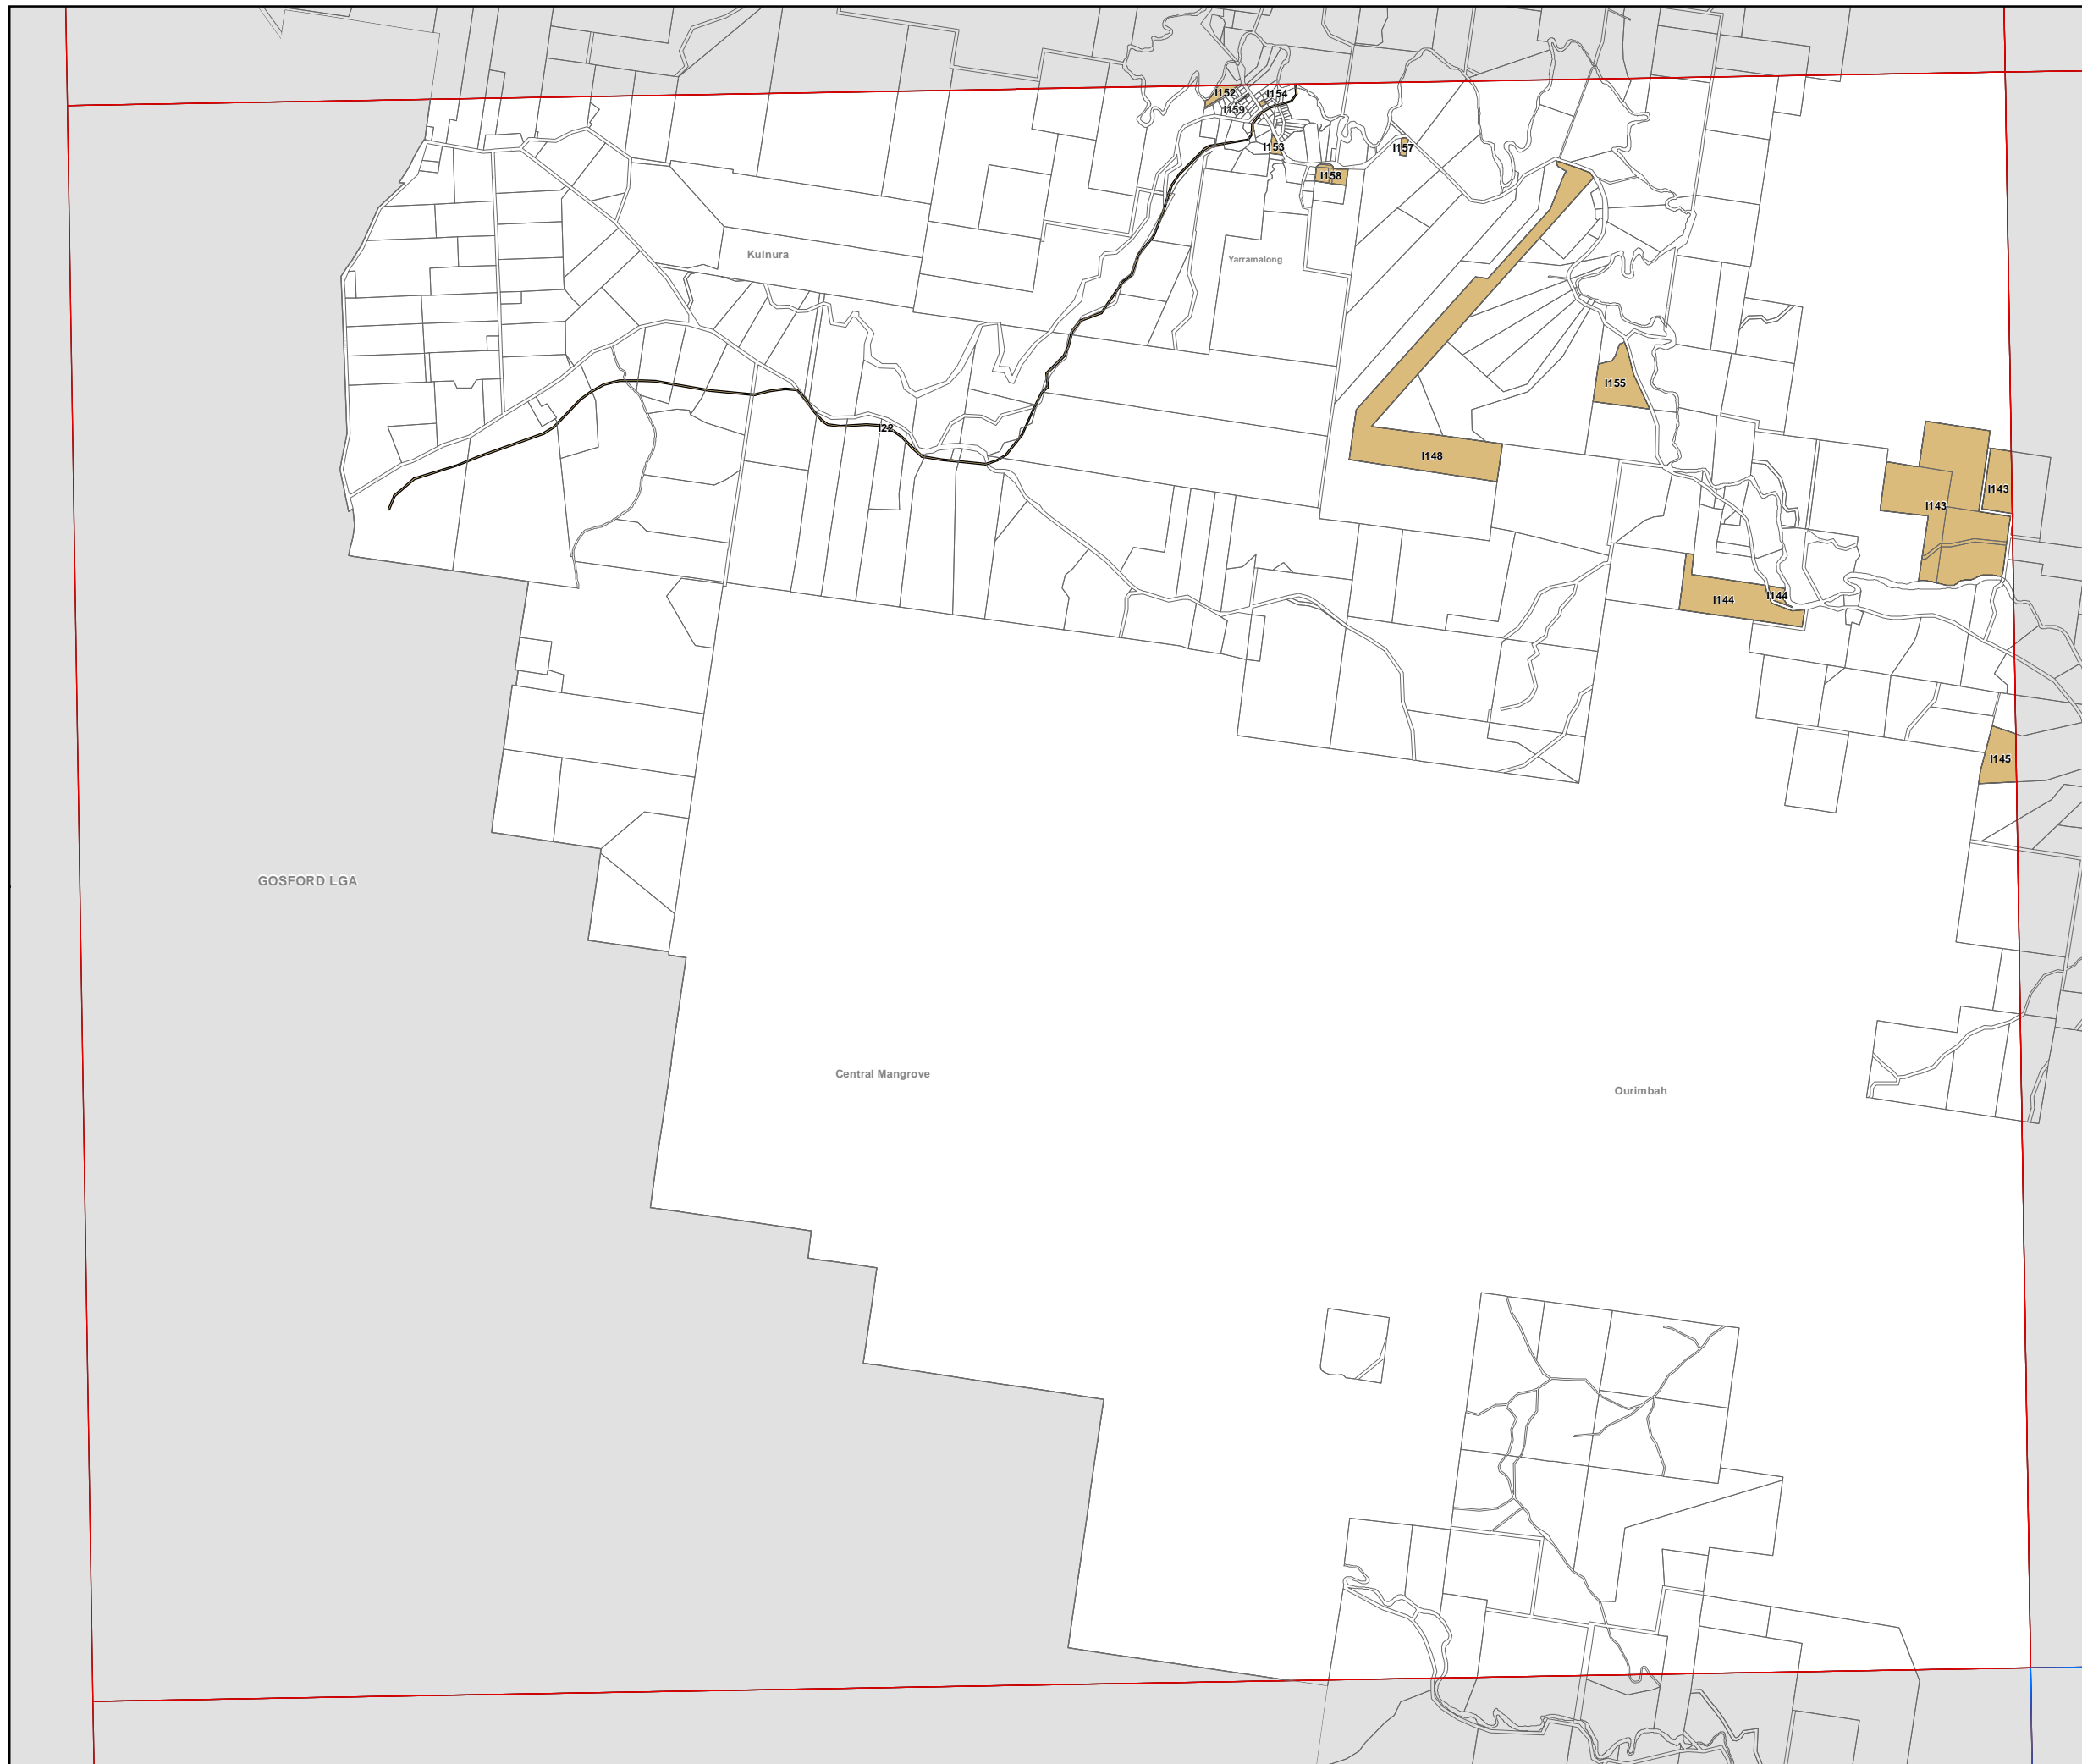 I152
I154
I159
I153
I157
I158
Kulnura
Yarramalong
I155
I22
I148
I143
I143
I144
I144
I145
GOSFORD LGA
Central Mangrove
Ourimbah